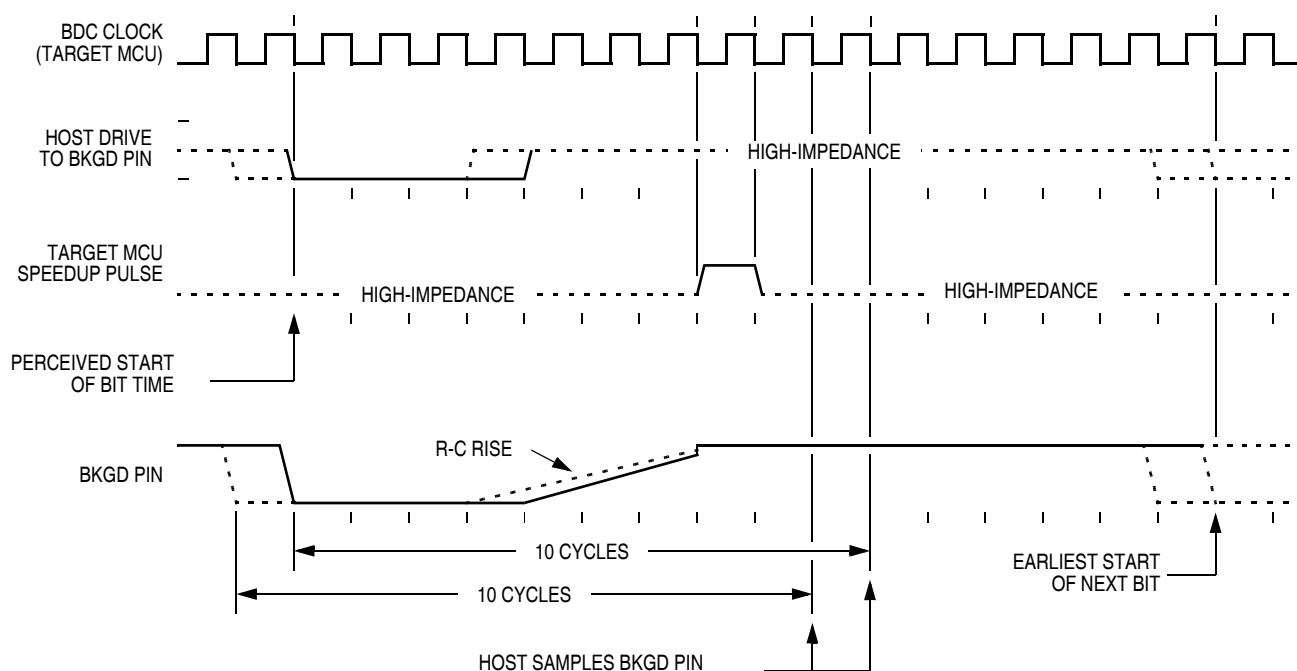 BDC CLOCK
(TARGET MCU)
HOST DRIVE
TO BKGD PIN
HIGH-IMPEDANCE
TARGET MCU
SPEEDUP PULSE
HIGH-IMPEDANCE
HIGH-IMPEDANCE
PERCEIVED START
OF BIT TIME
R-C RISE
BKGD PIN
10 CYCLES
10 CYCLES
EARLIEST START
OF NEXT BIT
HOST SAMPLES BKGD PIN